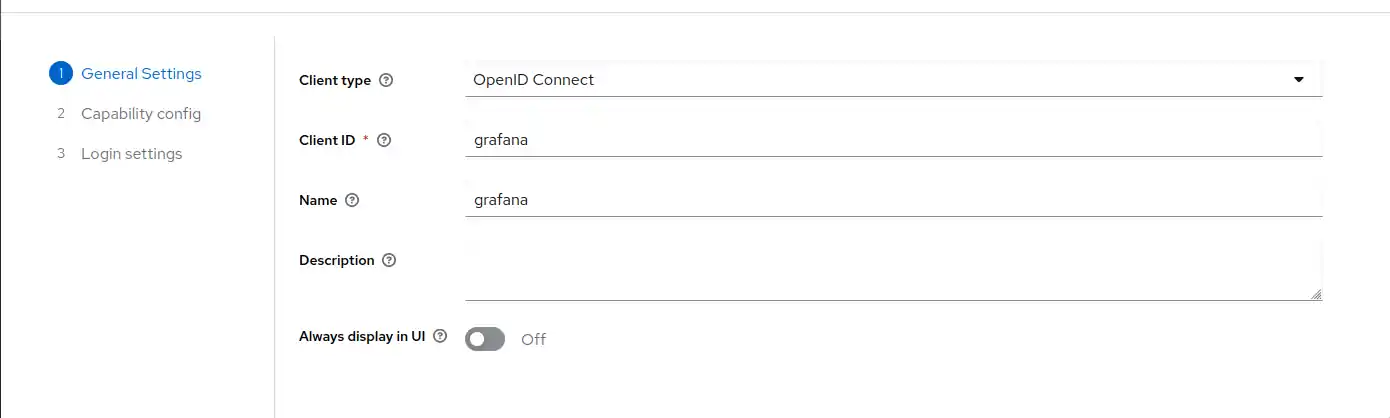 1 General Settings
2 Capability config
3 Login settings
Client type OpenID Connect
Client ID * grafana
Name grafana
Description
Always display in UI Off